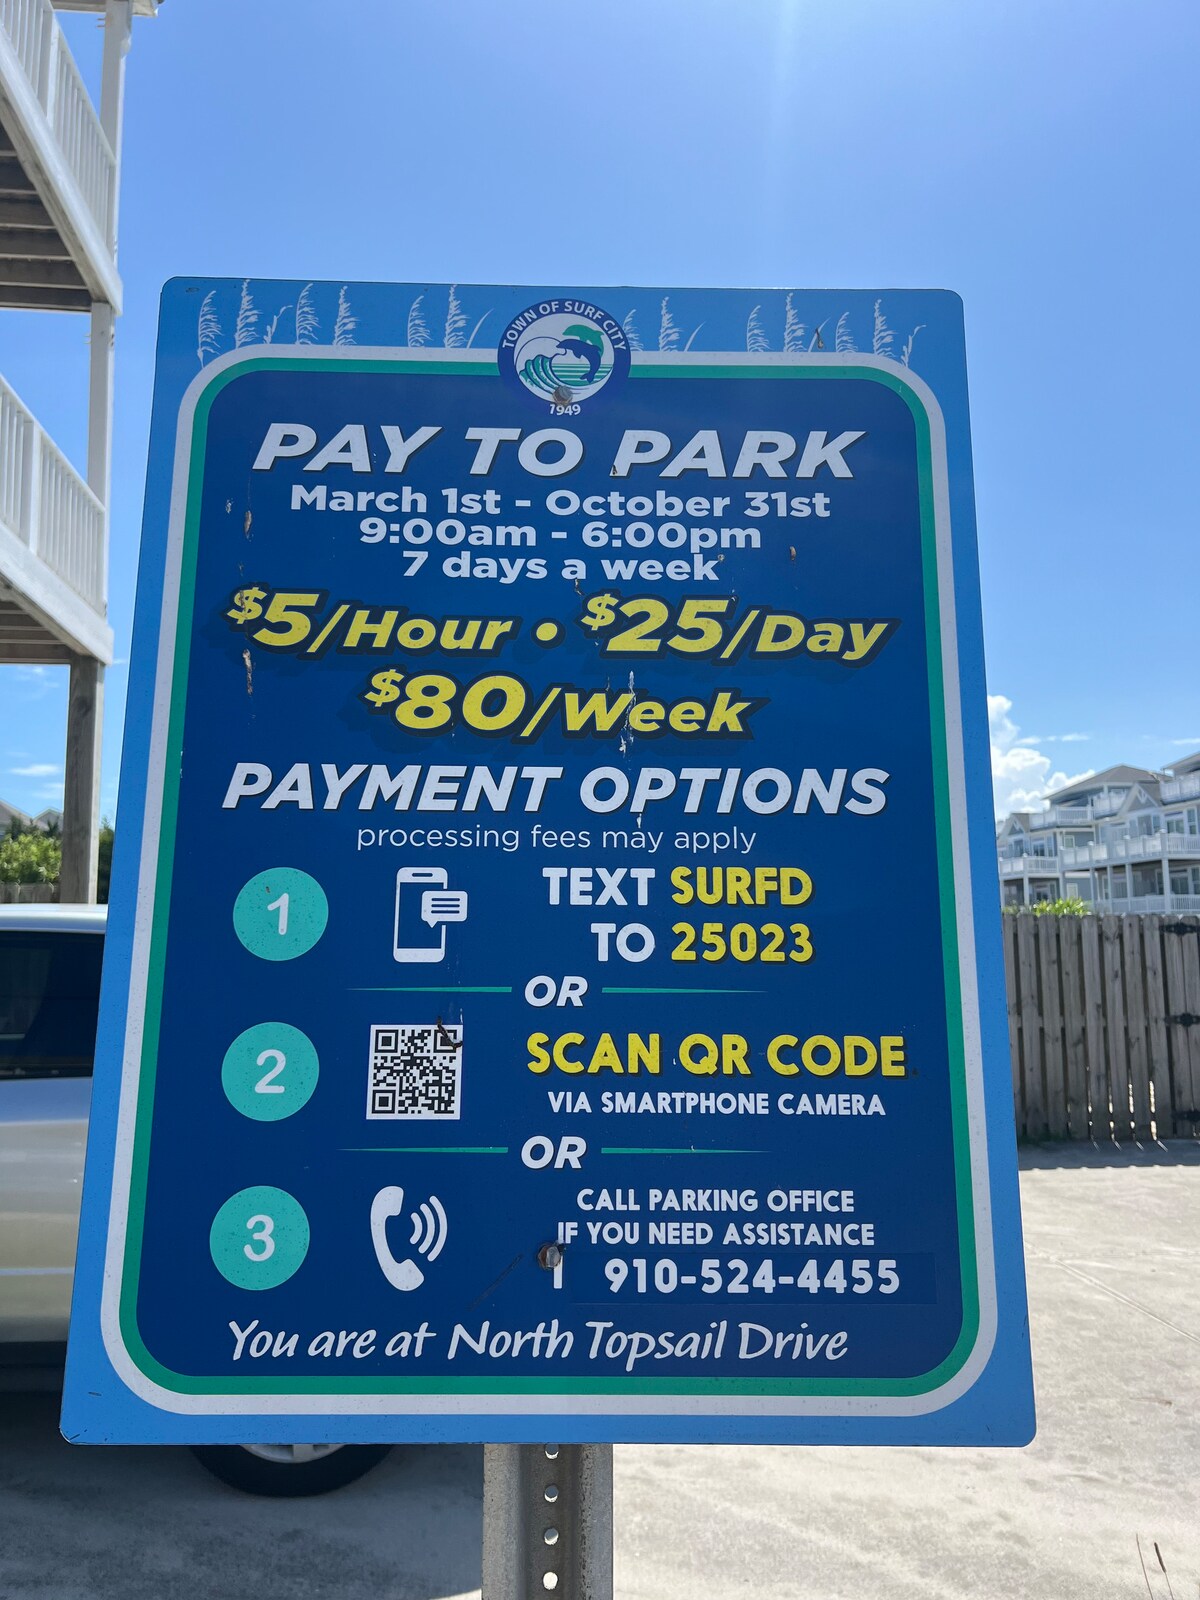 TOWN OF SURF CITY
1949
PAY TO PARK
March 1st - October 31st
9:00am - 6:00pm
7 days a week
$5/Hour • $25/Day
$80/Week
PAYMENT OPTIONS
processing fees may apply
1 TEXT SURFD
TO 25023
OR
2 SCAN QR CODE
VIA SMARTPHONE CAMERA
OR
3 CALL PARKING OFFICE
IF YOU NEED ASSISTANCE
910-524-4455
You are at North Topsail Drive